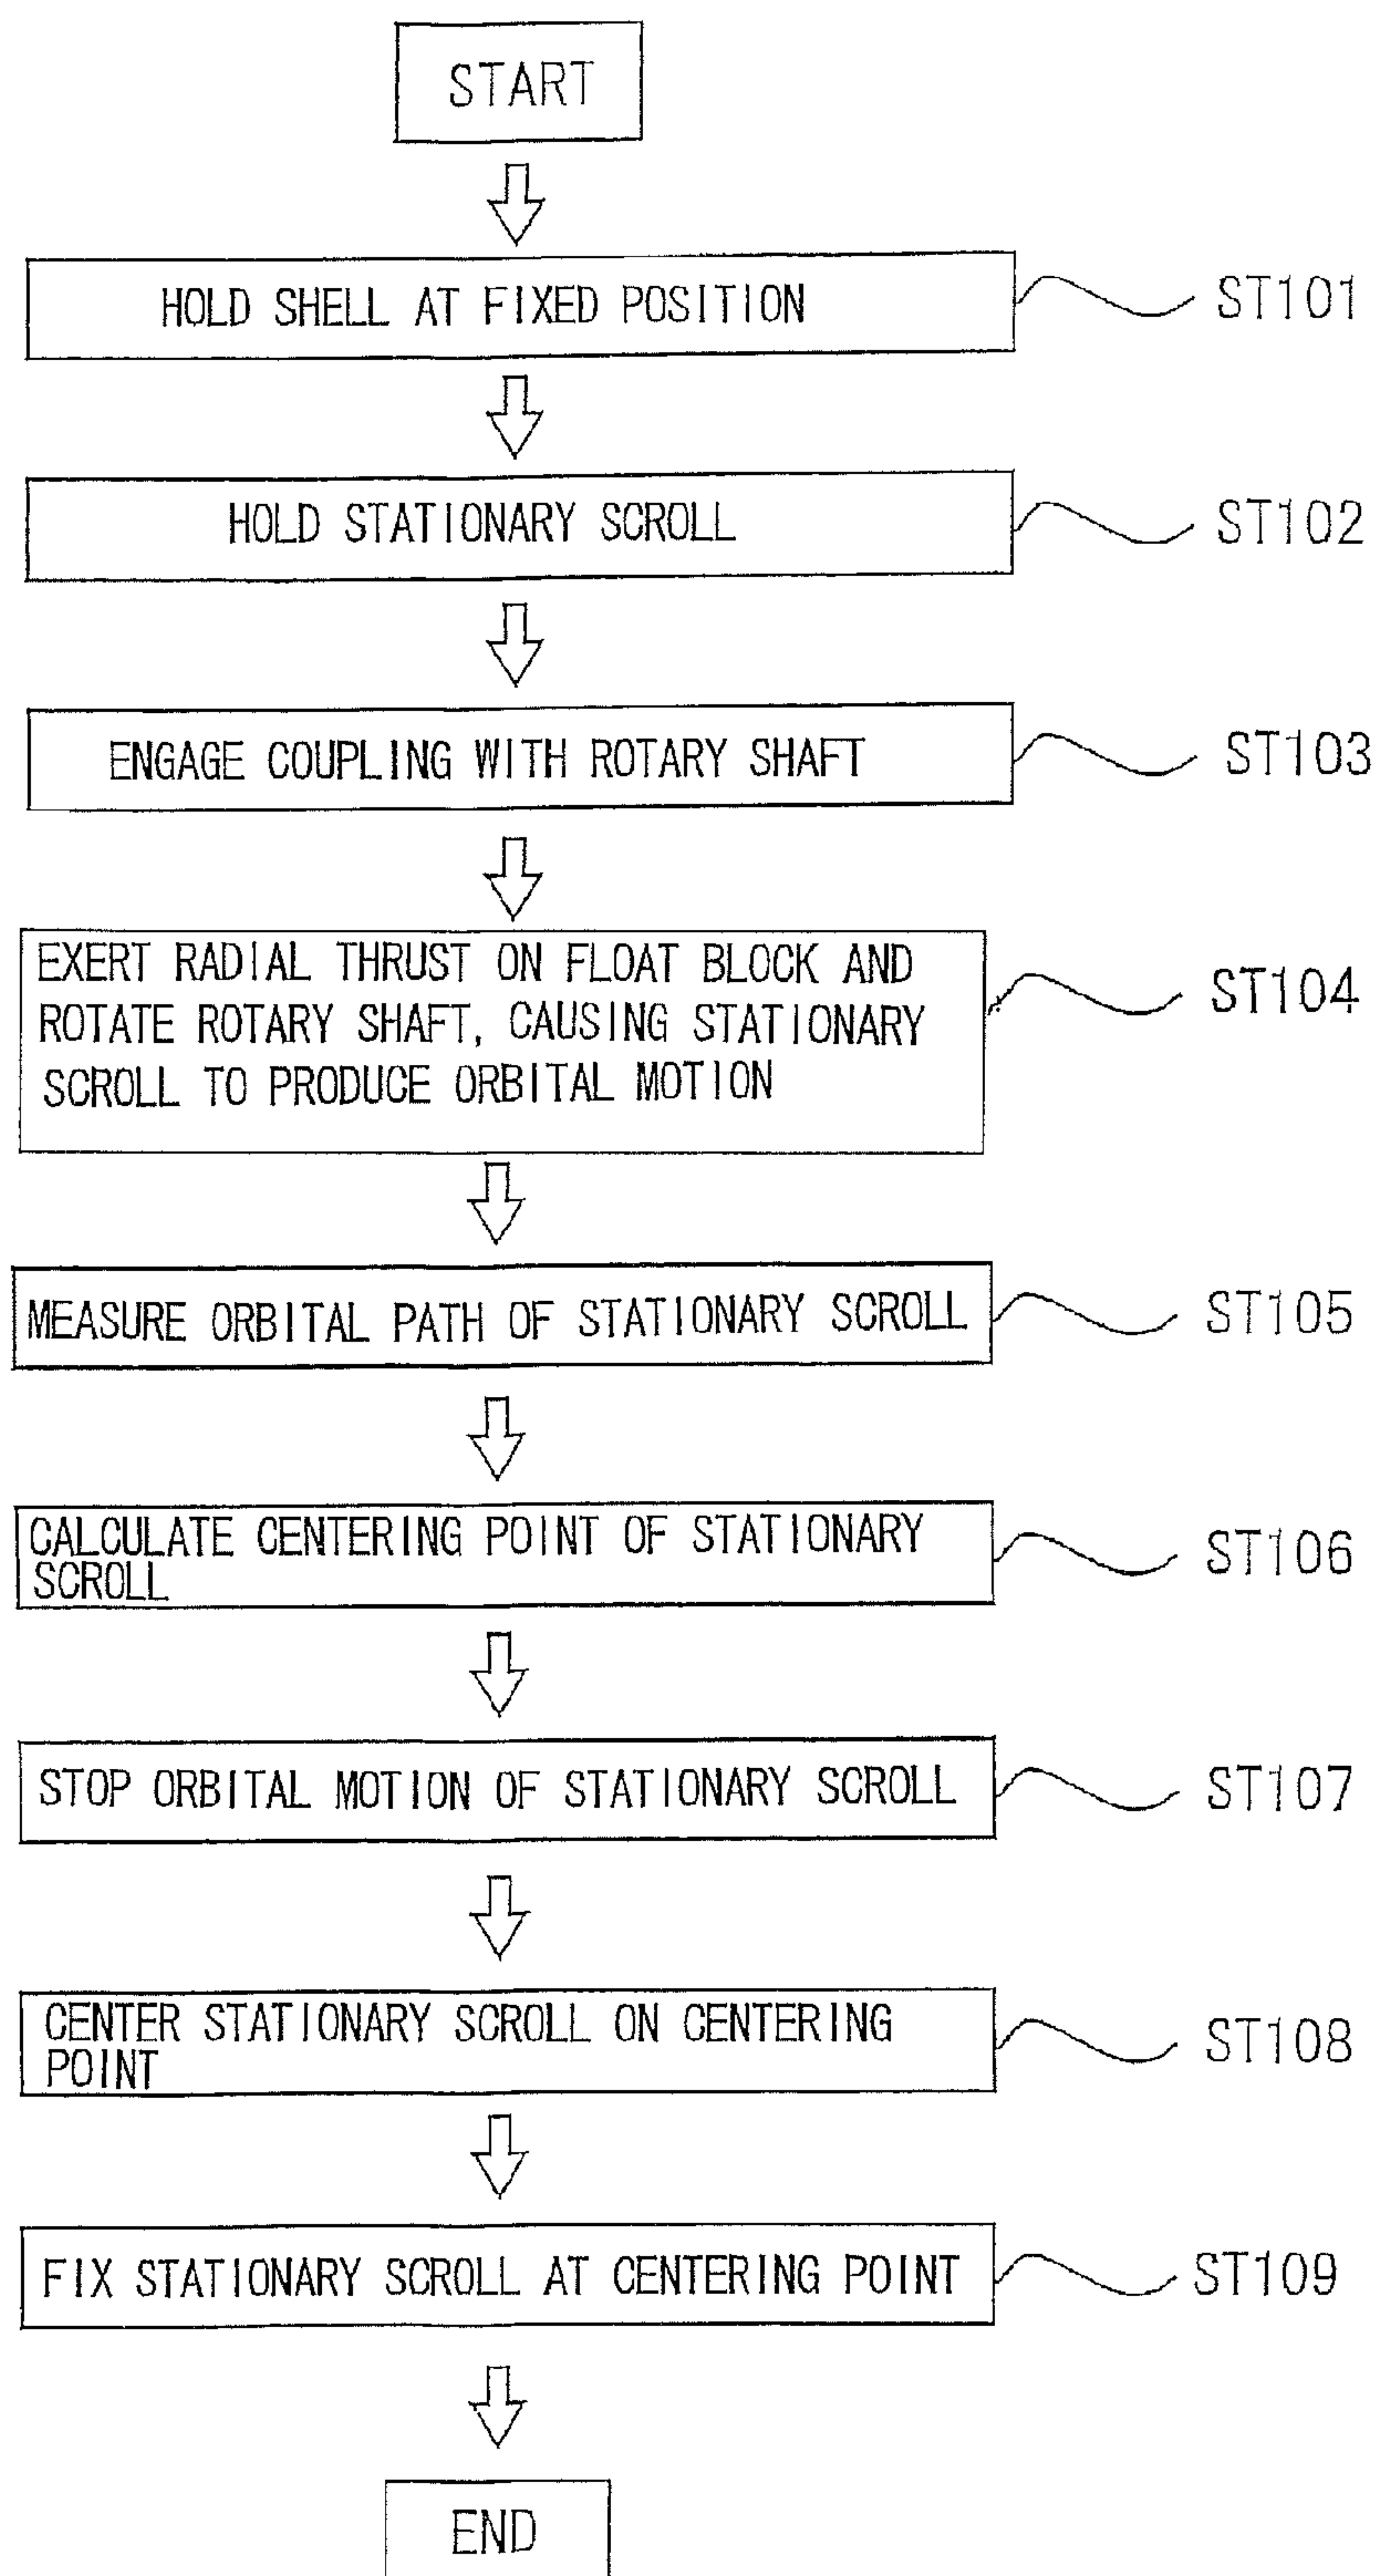 START
HOLD SHELL AT FIXED POSITION
ST101
HOLD STATIONARY SCROLL
ST102
ENGAGE COUPLING WITH ROTARY SHAFT
ST103
EXERT RADIAL THRUST ON FLOAT BLOCK AND
ROTATE ROTARY SHAFT, CAUSING STATIONARY
SCROLL TO PRODUCE ORBITAL MOTION
ST104
MEASURE ORBITAL PATH OF STATIONARY SCROLL
ST105
CALCULATE CENTERING POINT OF STATIONARY
SCROLL
ST106
STOP ORBITAL MOTION OF STATIONARY SCROLL
ST107
CENTER STATIONARY SCROLL ON CENTERING
POINT
ST108
FIX STATIONARY SCROLL AT CENTERING POINT
ST109
END